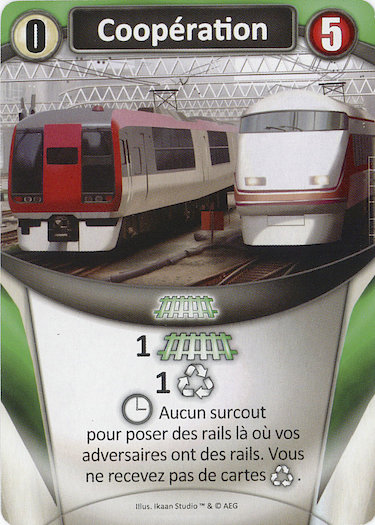 0 Coopération 5
1
1
Aucun surcout
pour poser des rails là où vos
adversaires ont des rails. Vous
ne recevez pas de cartes .
Illus. Ikaan Studio ™ & © AEG